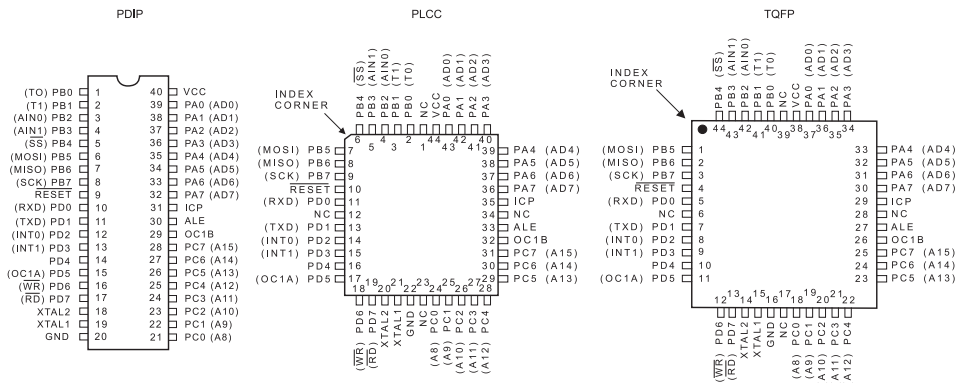 PDIP
(TO) PB0 1
(T1) PB1 2
(AIN0) PB2 3
(AIN1) PB3 4
(SS) PB4 5
(MOSI) PB5 6
(MISO) PB6 7
(SCK) PB7 8
RESET 9
(RXD) PD0 10
(TXD) PD1 11
(INT0) PD2 12
(INT1) PD3 13
PD4 14
(OC1A) PD5 15
(WR) PD6 16
(RD) PD7 17
XTAL2 18
XTAL1 19
GND 20
40 VCC
39 PA0 (AD0)
38 PA1 (AD1)
37 PA2 (AD2)
36 PA3 (AD3)
35 PA4 (AD4)
34 PA5 (AD5)
33 PA6 (AD6)
32 PA7 (AD7)
31 ICP
30 ALE
29 OC1B
28 PC7 (A15)
27 PC6 (A14)
26 PC5 (A13)
25 PC4 (A12)
24 PC3 (A11)
23 PC2 (A10)
22 PC1 (A9)
21 PC0 (A8)
PLCC
INDEX
CORNER
PB4 (SS)
PB3 (AIN1)
PB2 (AIN0)
PB1 (T1)
PB0 (T0)
NC
VCC
PA0 (AD0)
PA1 (AD1)
PA2 (AD2)
PA3 (AD3)
6 5 4 3 2 1 44 43 42 41 40
(MOSI) PB5 7
(MISO) PB6 8
(SCK) PB7 9
RESET 10
(RXD) PD0 11
NC 12
(TXD) PD1 13
(INT0) PD2 14
(INT1) PD3 15
PD4 16
(OC1A) PD5 17
39 PA4 (AD4)
38 PA5 (AD5)
37 PA6 (AD6)
36 PA7 (AD7)
35 ICP
34 NC
33 ALE
32 OC1B
31 PC7 (A15)
30 PC6 (A14)
29 PC5 (A13)
18 19 20 21 22 23 24 25 26 27 28
(WR) PD6
(RD) PD7
XTAL2
XTAL1
GND
NC
(A8) PC0
(A9) PC1
(A10) PC2
(A11) PC3
(A12) PC4
TQFP
INDEX
CORNER
PB4 (SS)
PB3 (AIN1)
PB2 (AIN0)
PB1 (T1)
PB0 (T0)
NC
VCC
PA0 (AD0)
PA1 (AD1)
PA2 (AD2)
PA3 (AD3)
44 43 42 41 40 39 38 37 36 35 34
(MOSI) PB5 1
(MISO) PB6 2
(SCK) PB7 3
RESET 4
(RXD) PD0 5
NC 6
(TXD) PD1 7
(INT0) PD2 8
(INT1) PD3 9
PD4 10
(OC1A) PD5 11
33 PA4 (AD4)
32 PA5 (AD5)
31 PA6 (AD6)
30 PA7 (AD7)
29 ICP
28 NC
27 ALE
26 OC1B
25 PC7 (A15)
24 PC6 (A14)
23 PC5 (A13)
12 13 14 15 16 17 18 19 20 21 22
(WR) PD6
(RD) PD7
XTAL2
XTAL1
GND
NC
(A8) PC0
(A9) PC1
A10) PC2
A11) PC3
A12) PC4